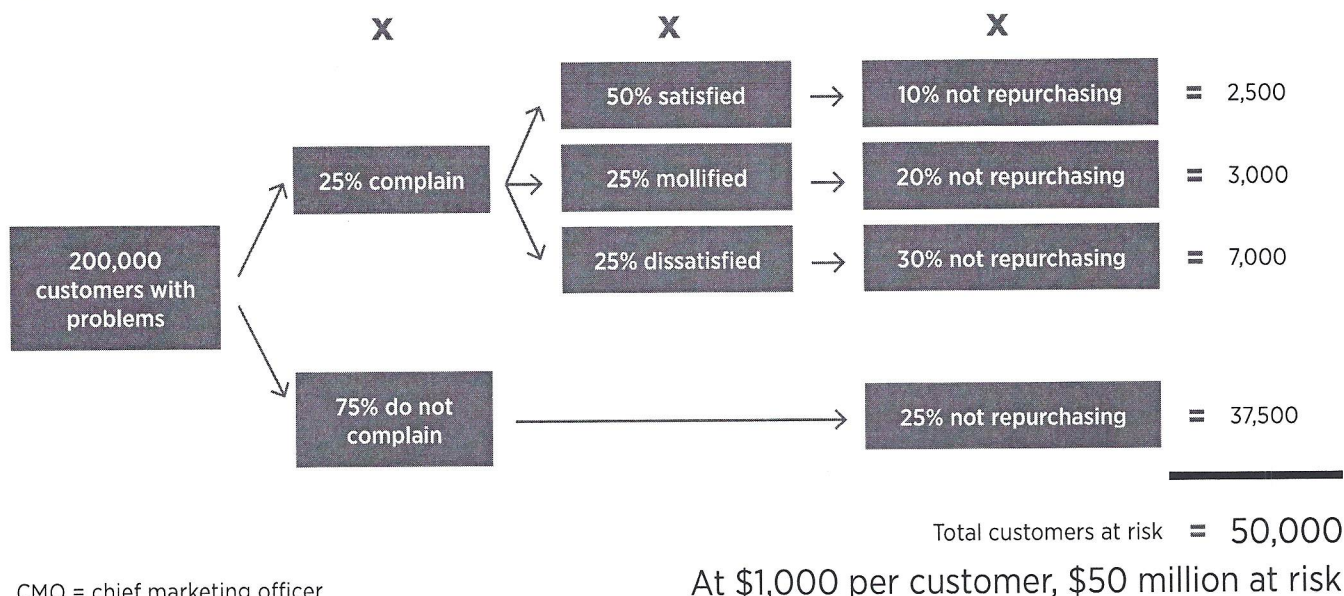 X X X
50% satisfied → 10% not repurchasing = 2,500
25% complain → 25% mollified → 20% not repurchasing = 3,000
25% dissatisfied → 30% not repurchasing = 7,000
200,000
customers with
problems
75% do not
complain → 25% not repurchasing = 37,500
Total customers at risk = 50,000
At $1,000 per customer, $50 million at risk
CMO = chief marketing officer